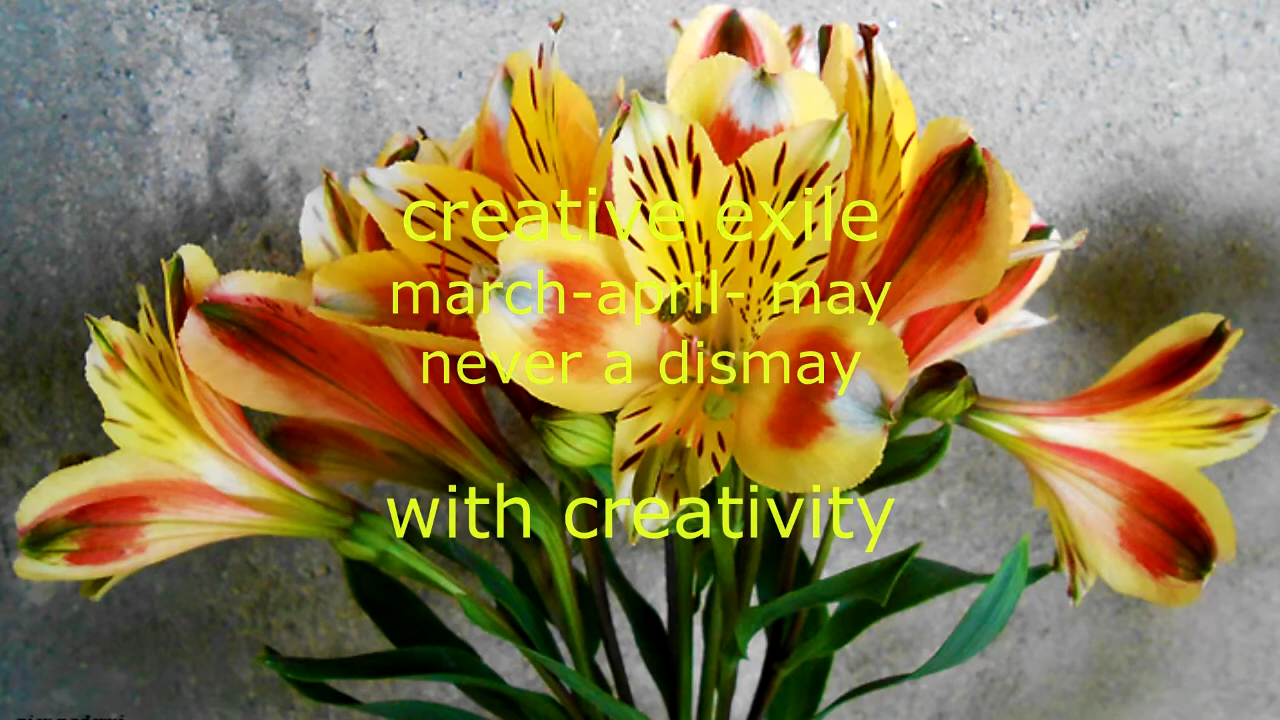 creative exile
march-april- may
never a dismay
with creativity